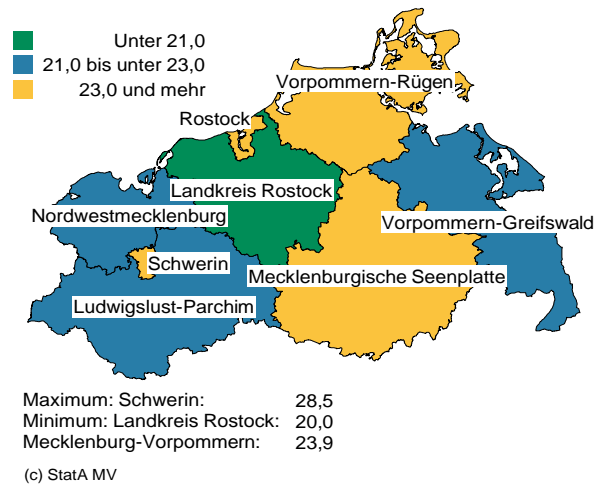 Unter 21,0
21,0 bis unter 23,0
23,0 und mehr
Vorpommern-Rügen
Rostock
Landkreis Rostock
Nordwestmecklenburg
Vorpommern-Greifswald
Schwerin
Mecklenburgische Seenplatte
Ludwigslust-Parchim
Maximum: Schwerin: 28,5
Minimum: Landkreis Rostock: 20,0
Mecklenburg-Vorpommern: 23,9
(c) StatA MV